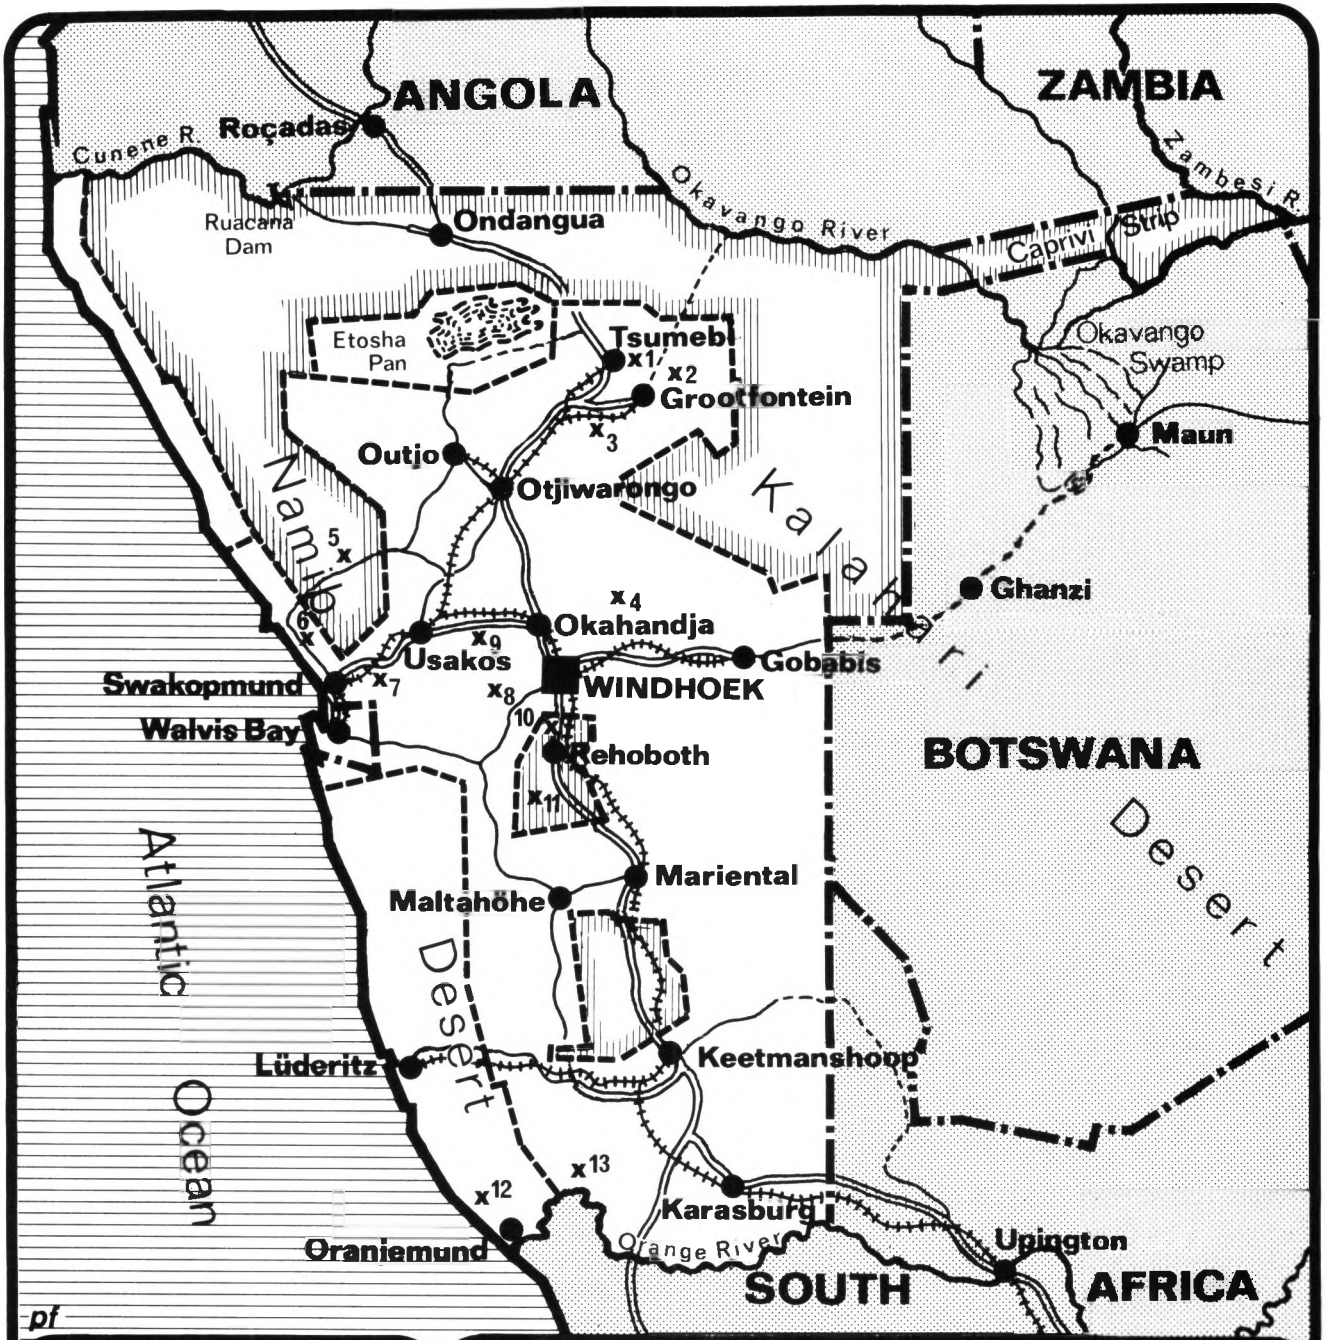 ANGOLA
ZAMBIA
Roçadas
Cunene R.
Zambesi R.
Okavango River
Ruacana
Dam
Ondangua
Caprivi Strip
Etosha
Pan
Tsumeb
x1
x2
Okavango
Swamp
Grootfontein
x3
Maun
Outjo
Otjiwarongo
Namib
Kalahari
5
x
Ghanzi
x4
6
x
Okahandja
x9
Usakos
Gobabis
Swakopmund
x7
x8
WINDHOEK
Walvis Bay
10
x
Rehoboth
BOTSWANA
x11
Desert
Atlantic
Mariental
Maltahöhe
Desert
Lüderitz
Keetmanshoop
Ocean
x13
x12
Karasburg
Oraniemund
Orange River
Upington
SOUTH AFRICA
pf